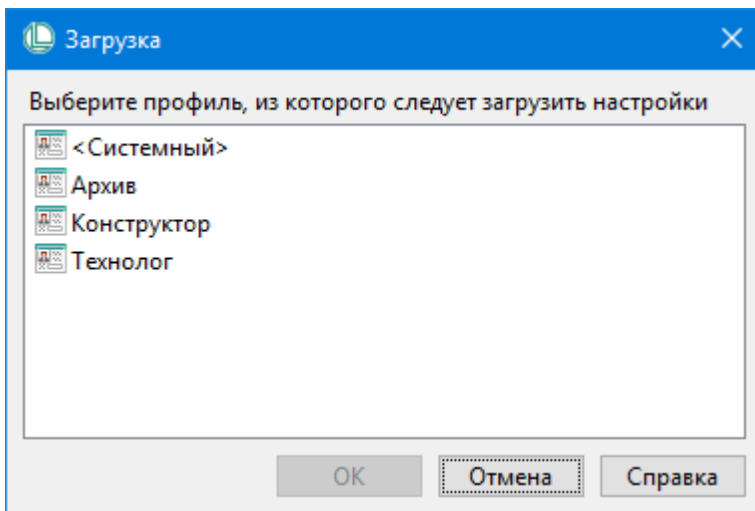 Загрузка
Выберите профиль, из которого следует загрузить настройки
<Системный>
Архив
Конструктор
Технолог
OK Отмена Справка